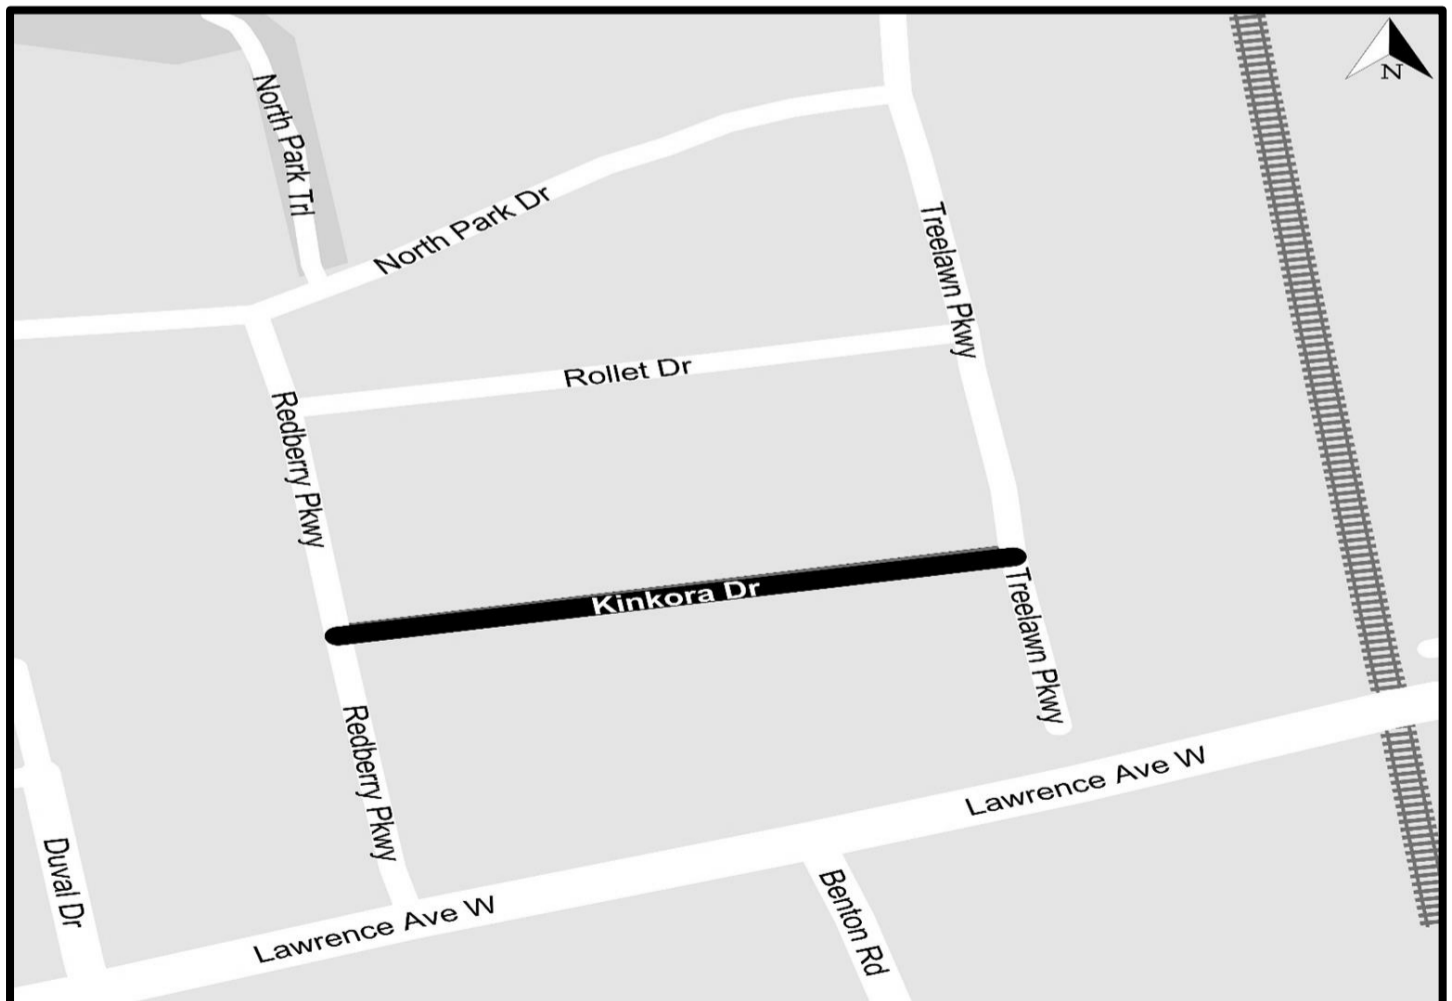 N
North Park Trl
North Park Dr
Treelawn Pkwy
Rollet Dr
Redberry Pkwy
Kinkora Dr
Treelawn Pkwy
Redberry Pkwy
Lawrence Ave W
Duval Dr
Benton Rd
Lawrence Ave W